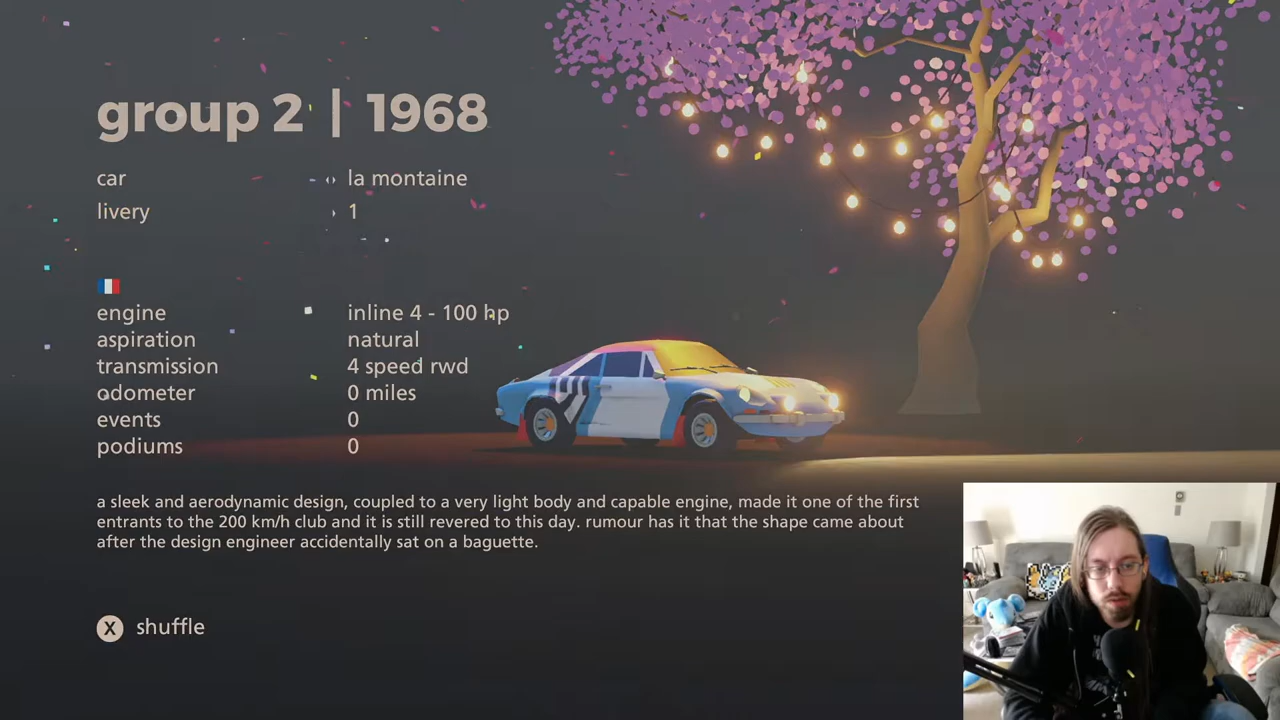 group 2 | 1968
car la montaine
livery 1
engine inline 4 - 100 hp
aspiration natural
transmission 4 speed rwd
odometer 0 miles
events 0
podiums 0
a sleek and aerodynamic design, coupled to a very light body and capable engine, made it one of the first
entrants to the 200 km/h club and it is still revered to this day. rumour has it that the shape came about
after the design engineer accidentally sat on a baguette.
X shuffle